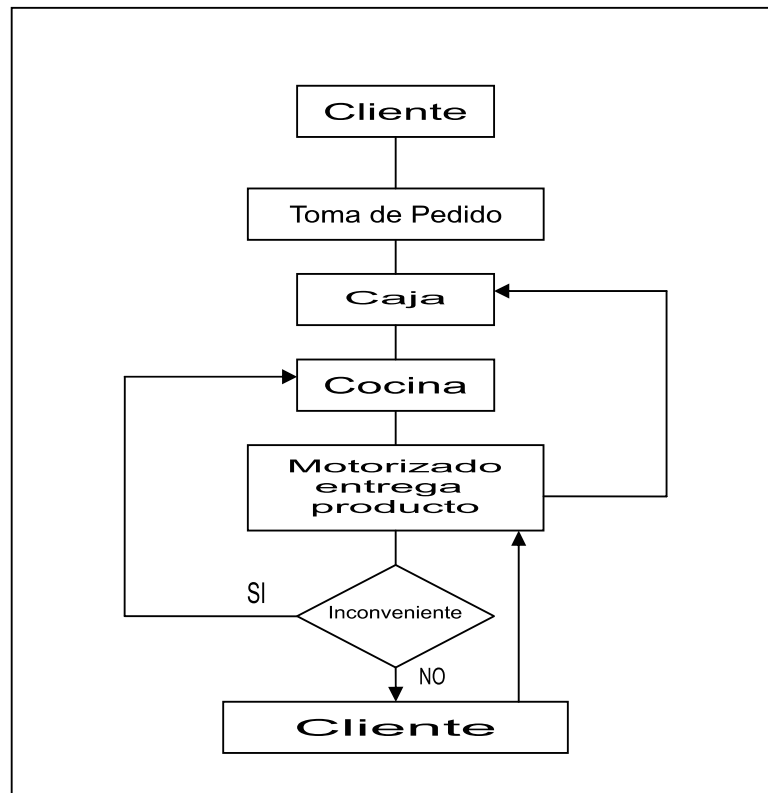 Cliente
Toma de Pedido
Caja
Cocina
Motorizado
entrega
producto
SI
Inconveniente
NO
Cliente